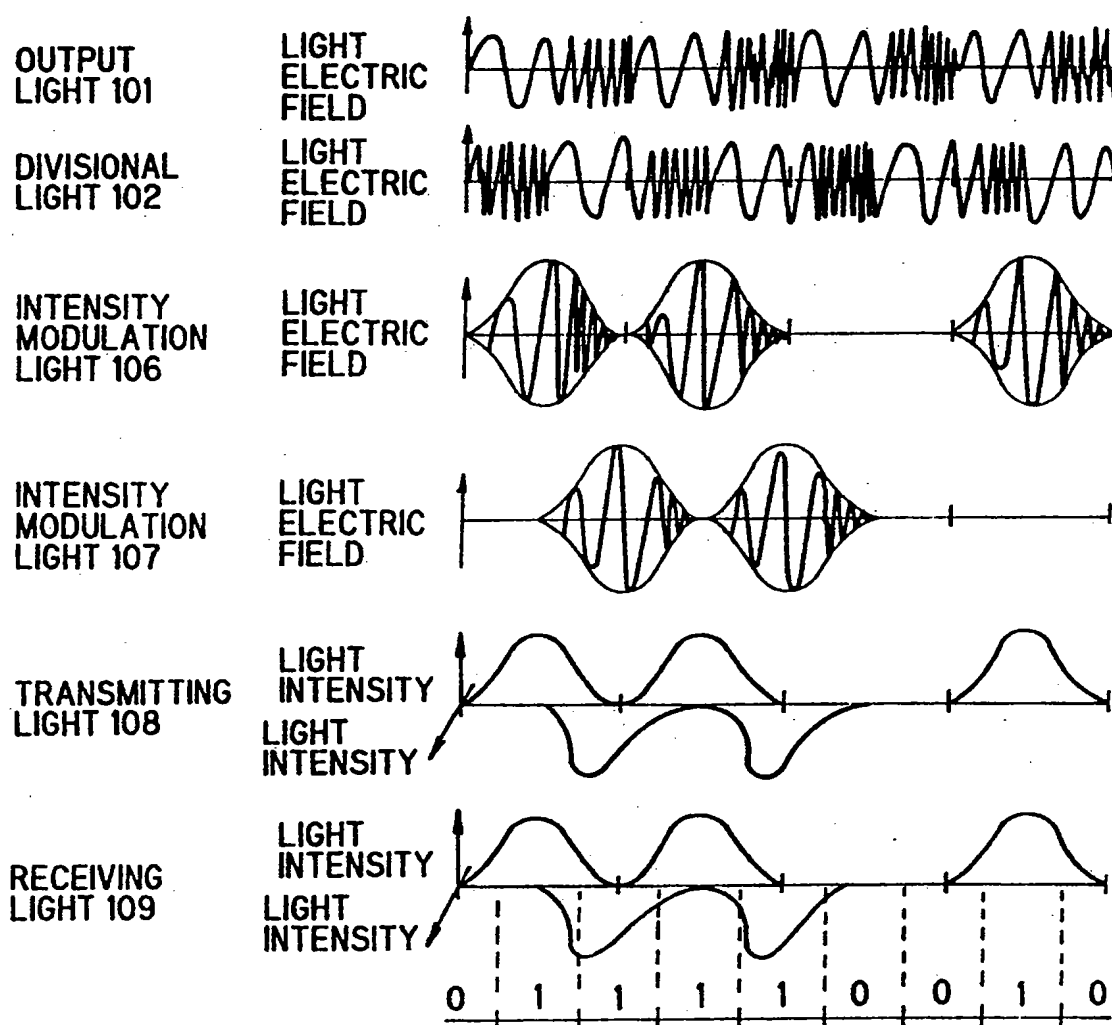 OUTPUT
LIGHT 101
LIGHT
ELECTRIC
FIELD
DIVISIONAL
LIGHT 102
LIGHT
ELECTRIC
FIELD
INTENSITY
MODULATION
LIGHT 106
LIGHT
ELECTRIC
FIELD
INTENSITY
MODULATION
LIGHT 107
LIGHT
ELECTRIC
FIELD
TRANSMITTING
LIGHT 108
LIGHT
INTENSITY
LIGHT
INTENSITY
RECEIVING
LIGHT 109
LIGHT
INTENSITY
LIGHT
INTENSITY
0 1 1 1 1 0 0 1 0